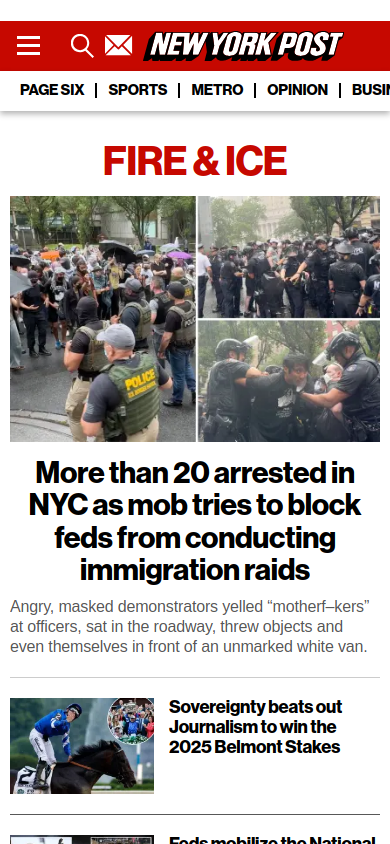 NEW YORK POST
PAGE SIX | SPORTS | METRO | OPINION | BUSIN
FIRE & ICE
POLICE
More than 20 arrested in
NYC as mob tries to block
feds from conducting
immigration raids
Angry, masked demonstrators yelled “motherf–kers”
at officers, sat in the roadway, threw objects and
even themselves in front of an unmarked white van.
Sovereignty beats out
Journalism to win the
2025 Belmont Stakes
2
Feds mobilize the National